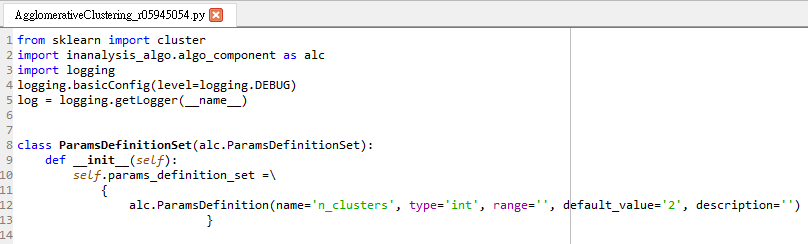 AgglomerativeClustering_r05945054.py
1 from sklearn import cluster
2 import inanalysis_algo.algo_component as alc
3 import logging
4 logging.basicConfig(level=logging.DEBUG)
5 log = logging.getLogger(__name__)
6
7
8 class ParamsDefinitionSet(alc.ParamsDefinitionSet):
9     def __init__(self):
10         self.params_definition_set =\
11             {
12                 alc.ParamsDefinition(name='n_clusters', type='int', range='', default_value='2', description='')
13                            }
14